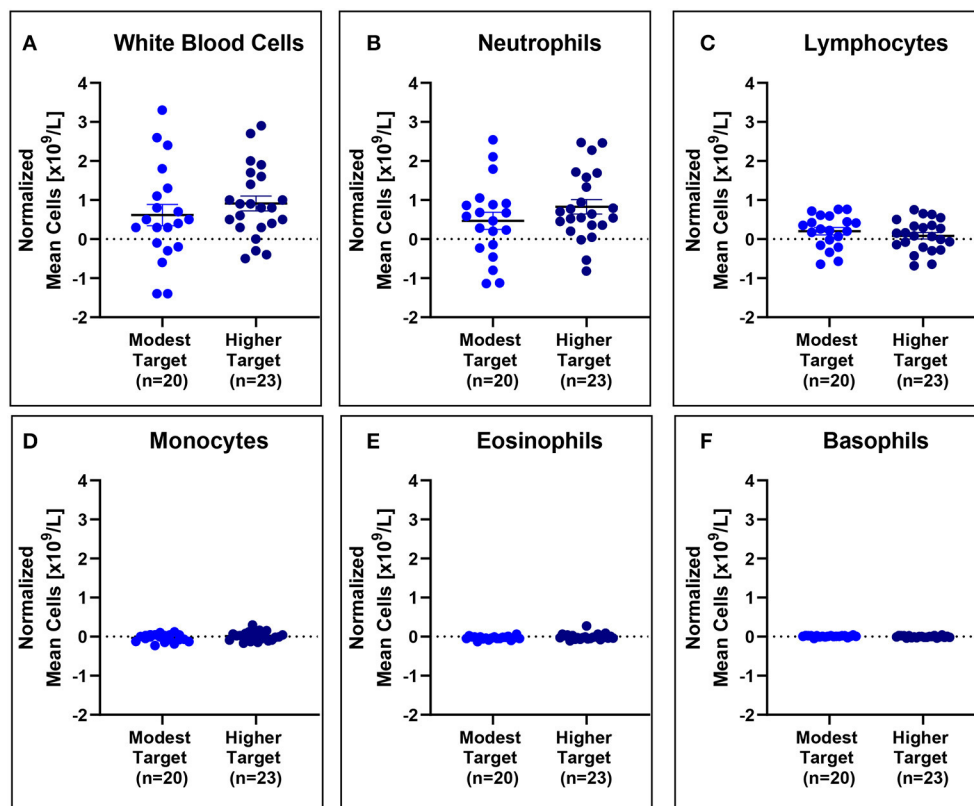 A White Blood Cells
Normalized
Mean Cells [x10⁹/L]
4
3
2
1
0
-1
-2
Modest
Target
(n=20)
Higher
Target
(n=23)
B Neutrophils
Normalized
Mean Cells [x10⁹/L]
4
3
2
1
0
-1
-2
Modest
Target
(n=20)
Higher
Target
(n=23)
C Lymphocytes
Normalized
Mean Cells [x10⁹/L]
4
3
2
1
0
-1
-2
Modest
Target
(n=20)
Higher
Target
(n=23)
D Monocytes
Normalized
Mean Cells [x10⁹/L]
4
3
2
1
0
-1
-2
Modest
Target
(n=20)
Higher
Target
(n=23)
E Eosinophils
Normalized
Mean Cells [x10⁹/L]
4
3
2
1
0
-1
-2
Modest
Target
(n=20)
Higher
Target
(n=23)
F Basophils
Normalized
Mean Cells [x10⁹/L]
4
3
2
1
0
-1
-2
Modest
Target
(n=20)
Higher
Target
(n=23)